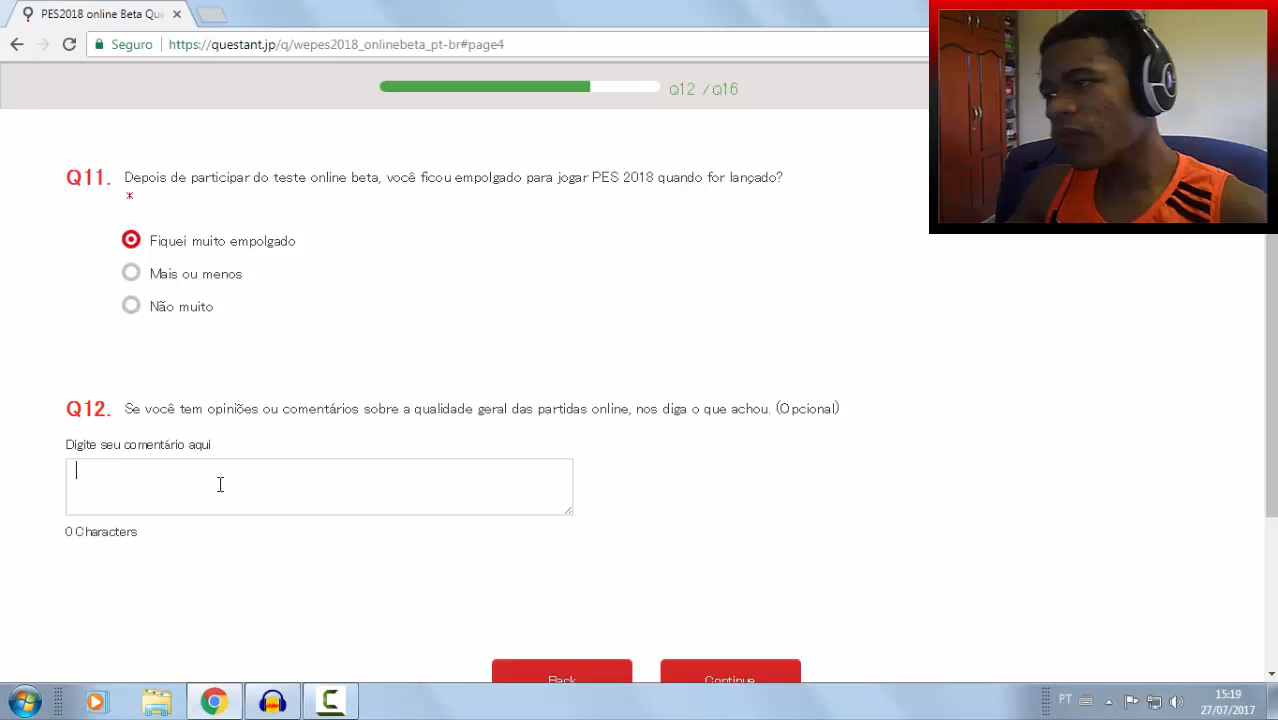 PES2018 online Beta Que
Seguro
https://questant.jp/q/wepes2018_onlinebeta_pt-br#page4
Q12 / Q16
Q11. Depois de participar do teste online beta, você ficou empolgado para jogar PES 2018 quando for lançado?
*
Fiquei muito empolgado
Mais ou menos
Não muito
Q12. Se você tem opiniões ou comentários sobre a qualidade geral das partidas online, nos diga o que achou. (Opcional)
Digite seu comentário aqui
0 Characters
Back
Continue
PT
15:19
27/07/2017